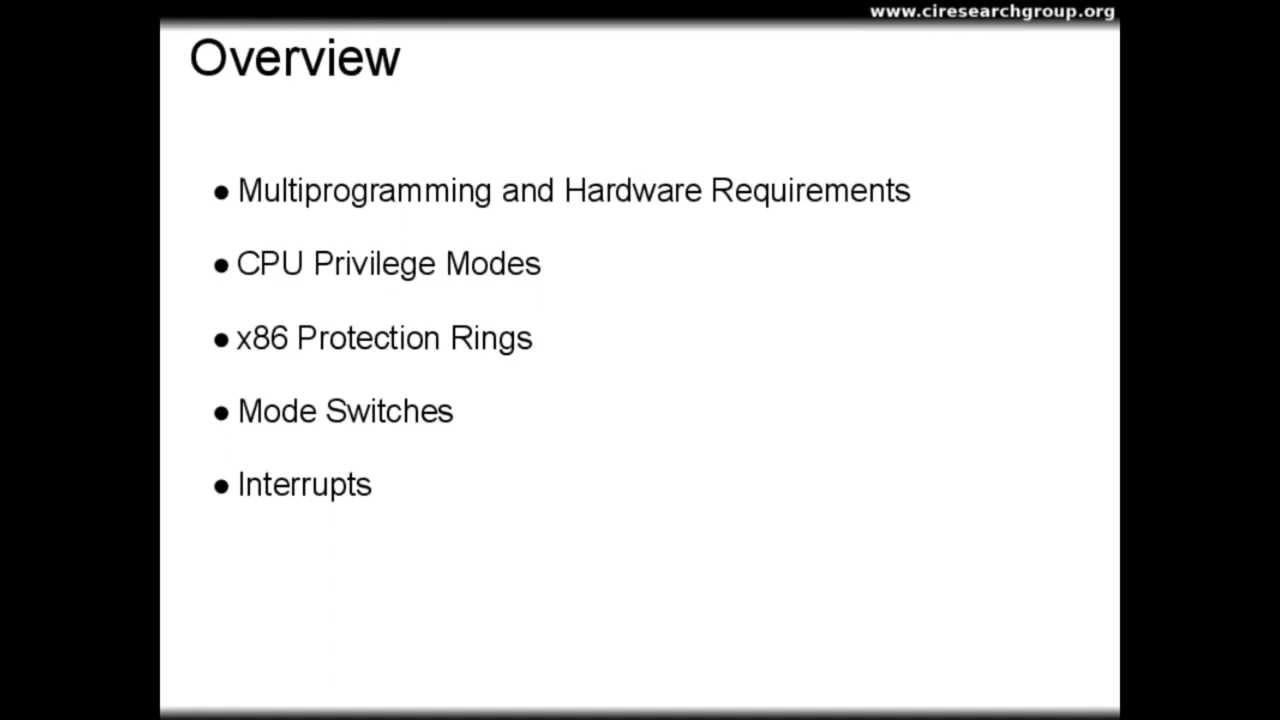 www.ciresearchgroup.org
Overview
● Multiprogramming and Hardware Requirements
● CPU Privilege Modes
● x86 Protection Rings
● Mode Switches
● Interrupts